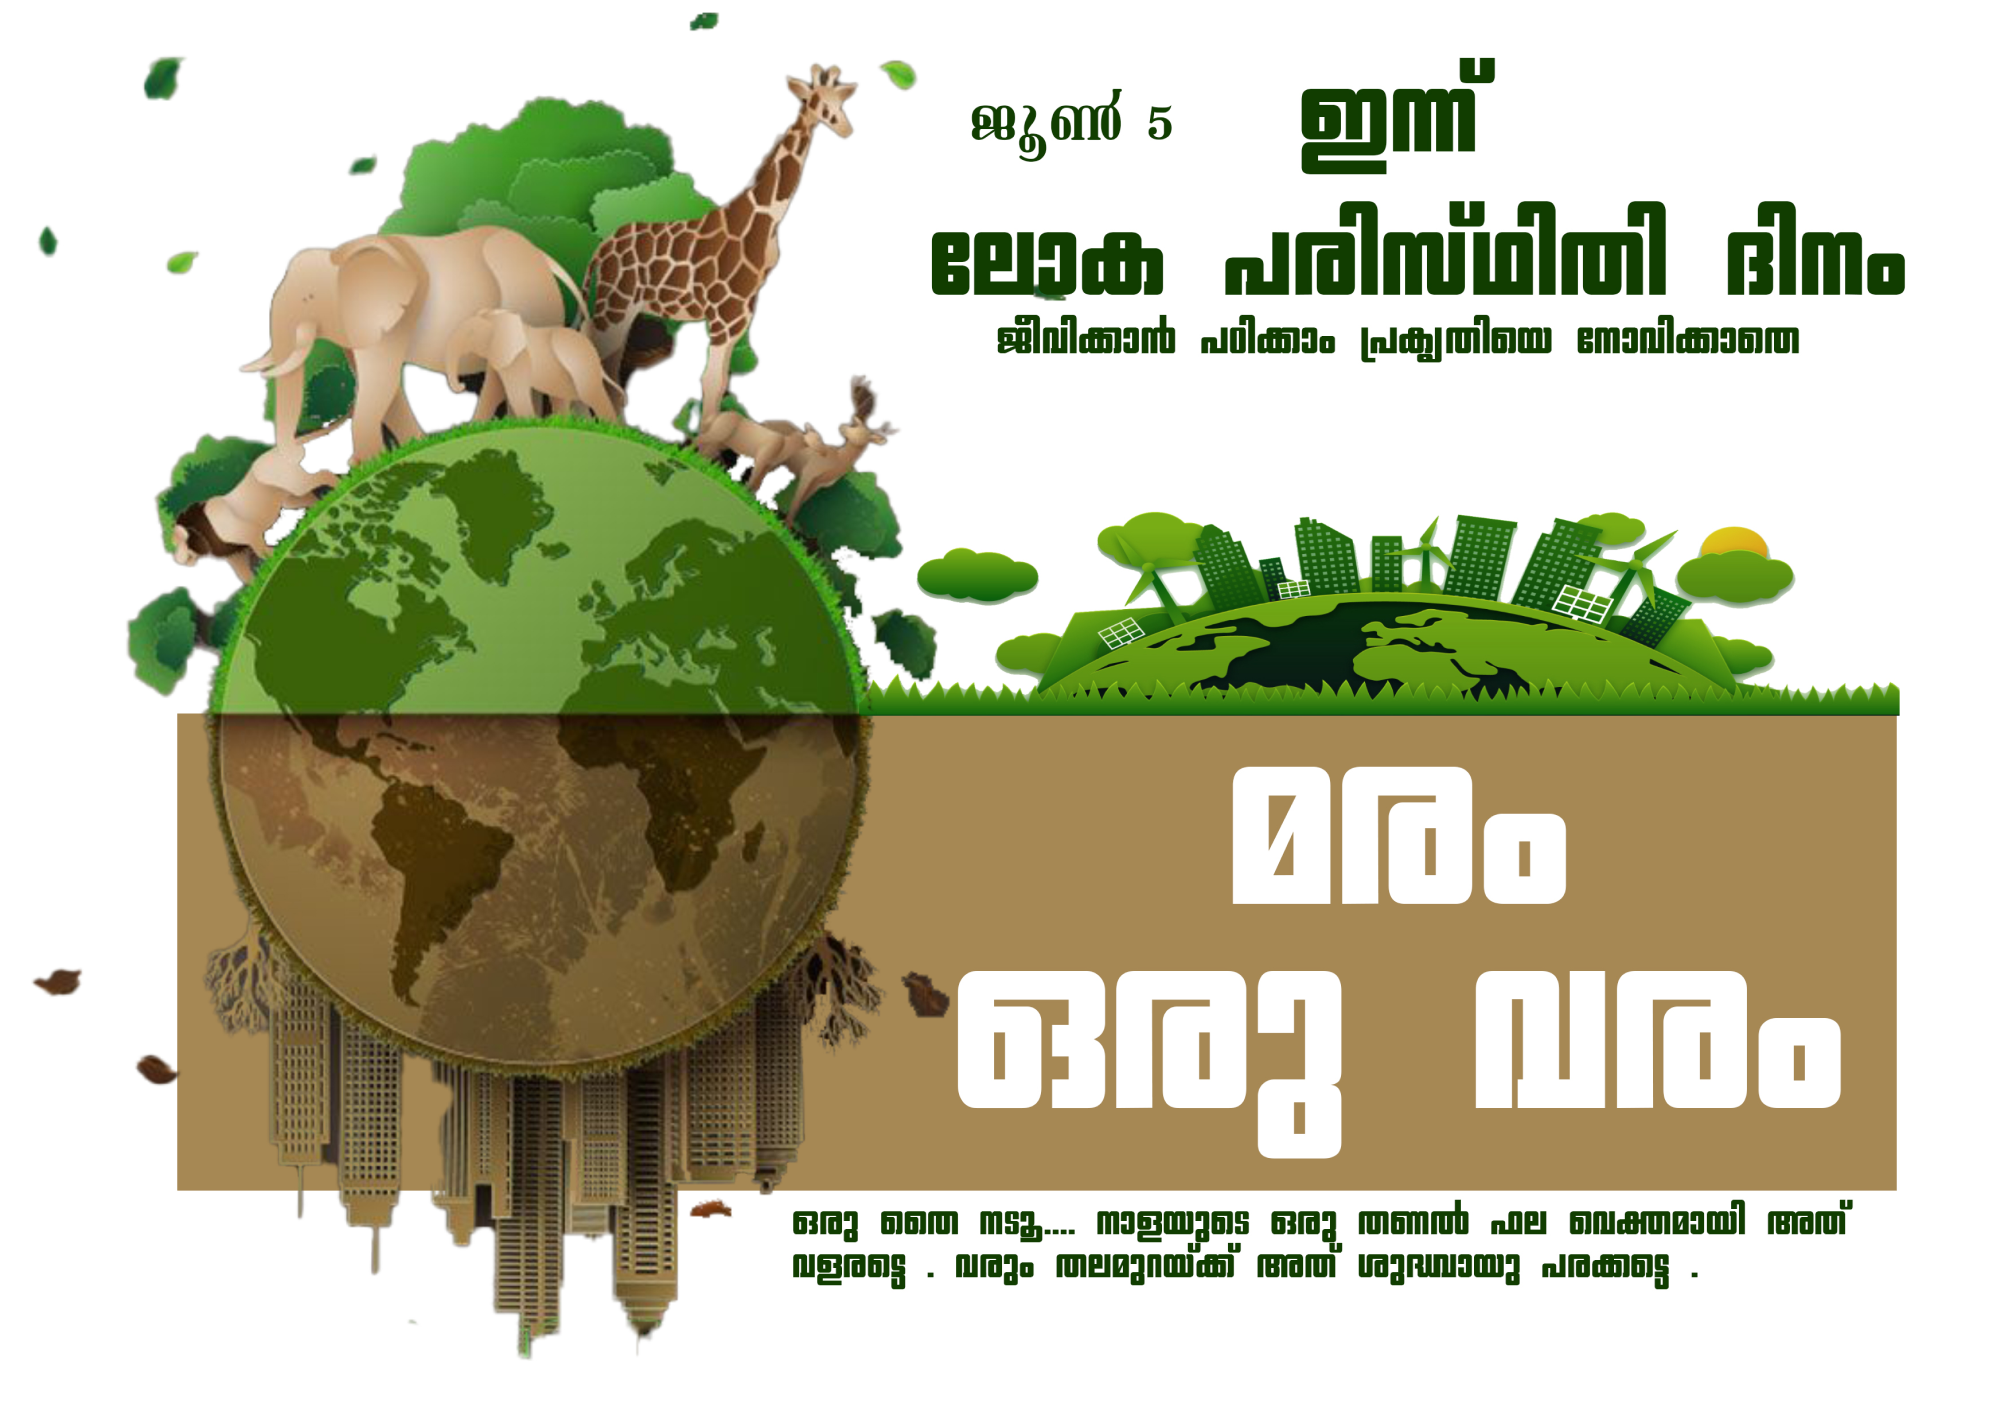 ജൂൺ 5 ഇന്ന്
ലോക പരിസ്ഥിതി ദിനം
ജീവിക്കാൻ പഠിക്കാം പ്രകൃതിയെ നോവിക്കാതെ
മരം
ഒരു വരം
ഒരു തൈ നടൂ.... നാളയുടെ ഒരു തണൽ ഫല വെക്തമായി അത്
വളരട്ടെ . വരും തലമുറയ്ക്ക് അത് ശുദ്ധവായു പരക്കട്ടെ .